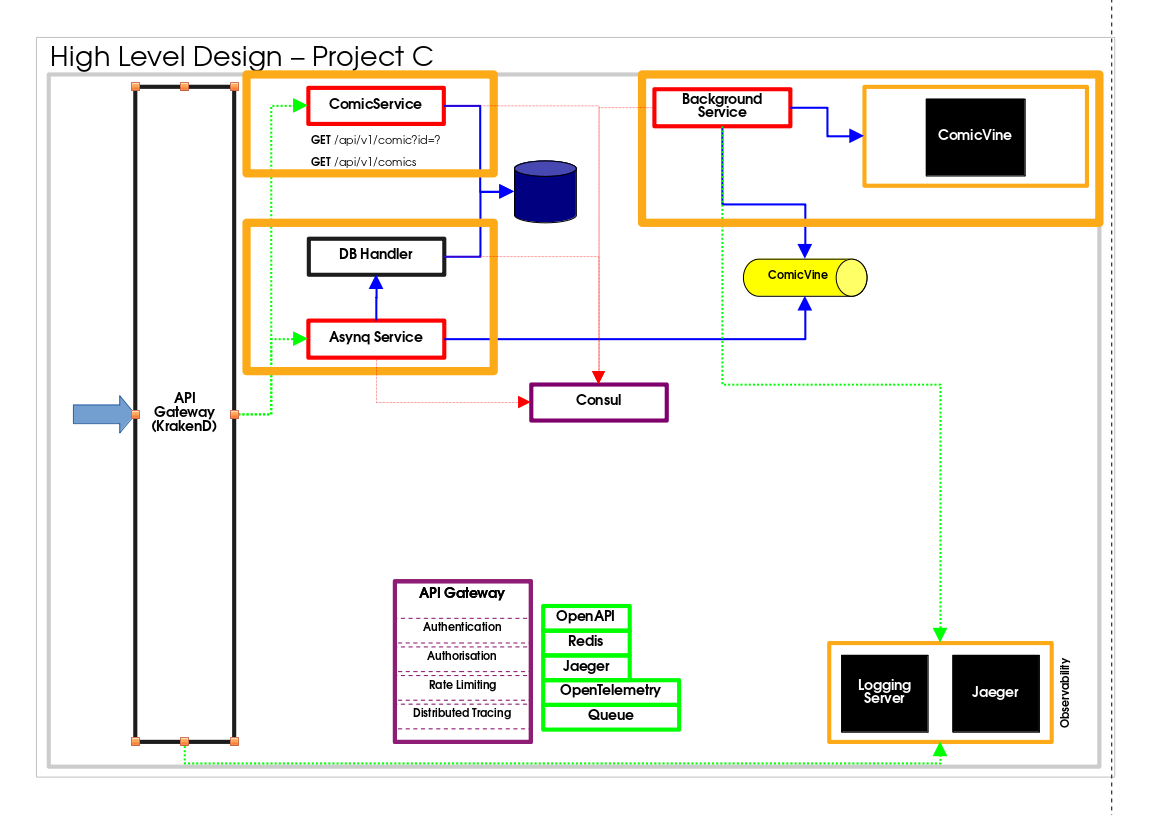 High Level Design – Project C
ComicService
GET /api/v1/comic?id=?
GET /api/v1/comics
Background
Service
ComicVine
DB Handler
ComicVine
Asynq Service
Consul
API
Gateway
(KrakenD)
API Gateway
Authentication
Authorisation
Rate Limiting
Distributed Tracing
OpenAPI
Redis
Jaeger
OpenTelemetry
Queue
Logging
Server
Jaeger
Observability